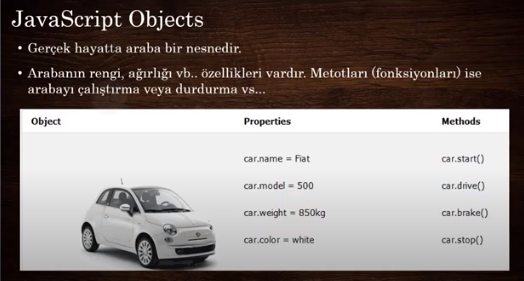 JavaScript Objects
• Gerçek hayatta araba bir nesnedir.
• Arabanın rengi, ağırlığı vb.. özellikleri vardır. Metotları (fonksiyonları) ise
arabayı çalıştırma veya durdurma vs...
Object Properties Methods
car.name = Fiat car.start()
car.model = 500 car.drive()
car.weight = 850kg car.brake()
car.color = white car.stop()